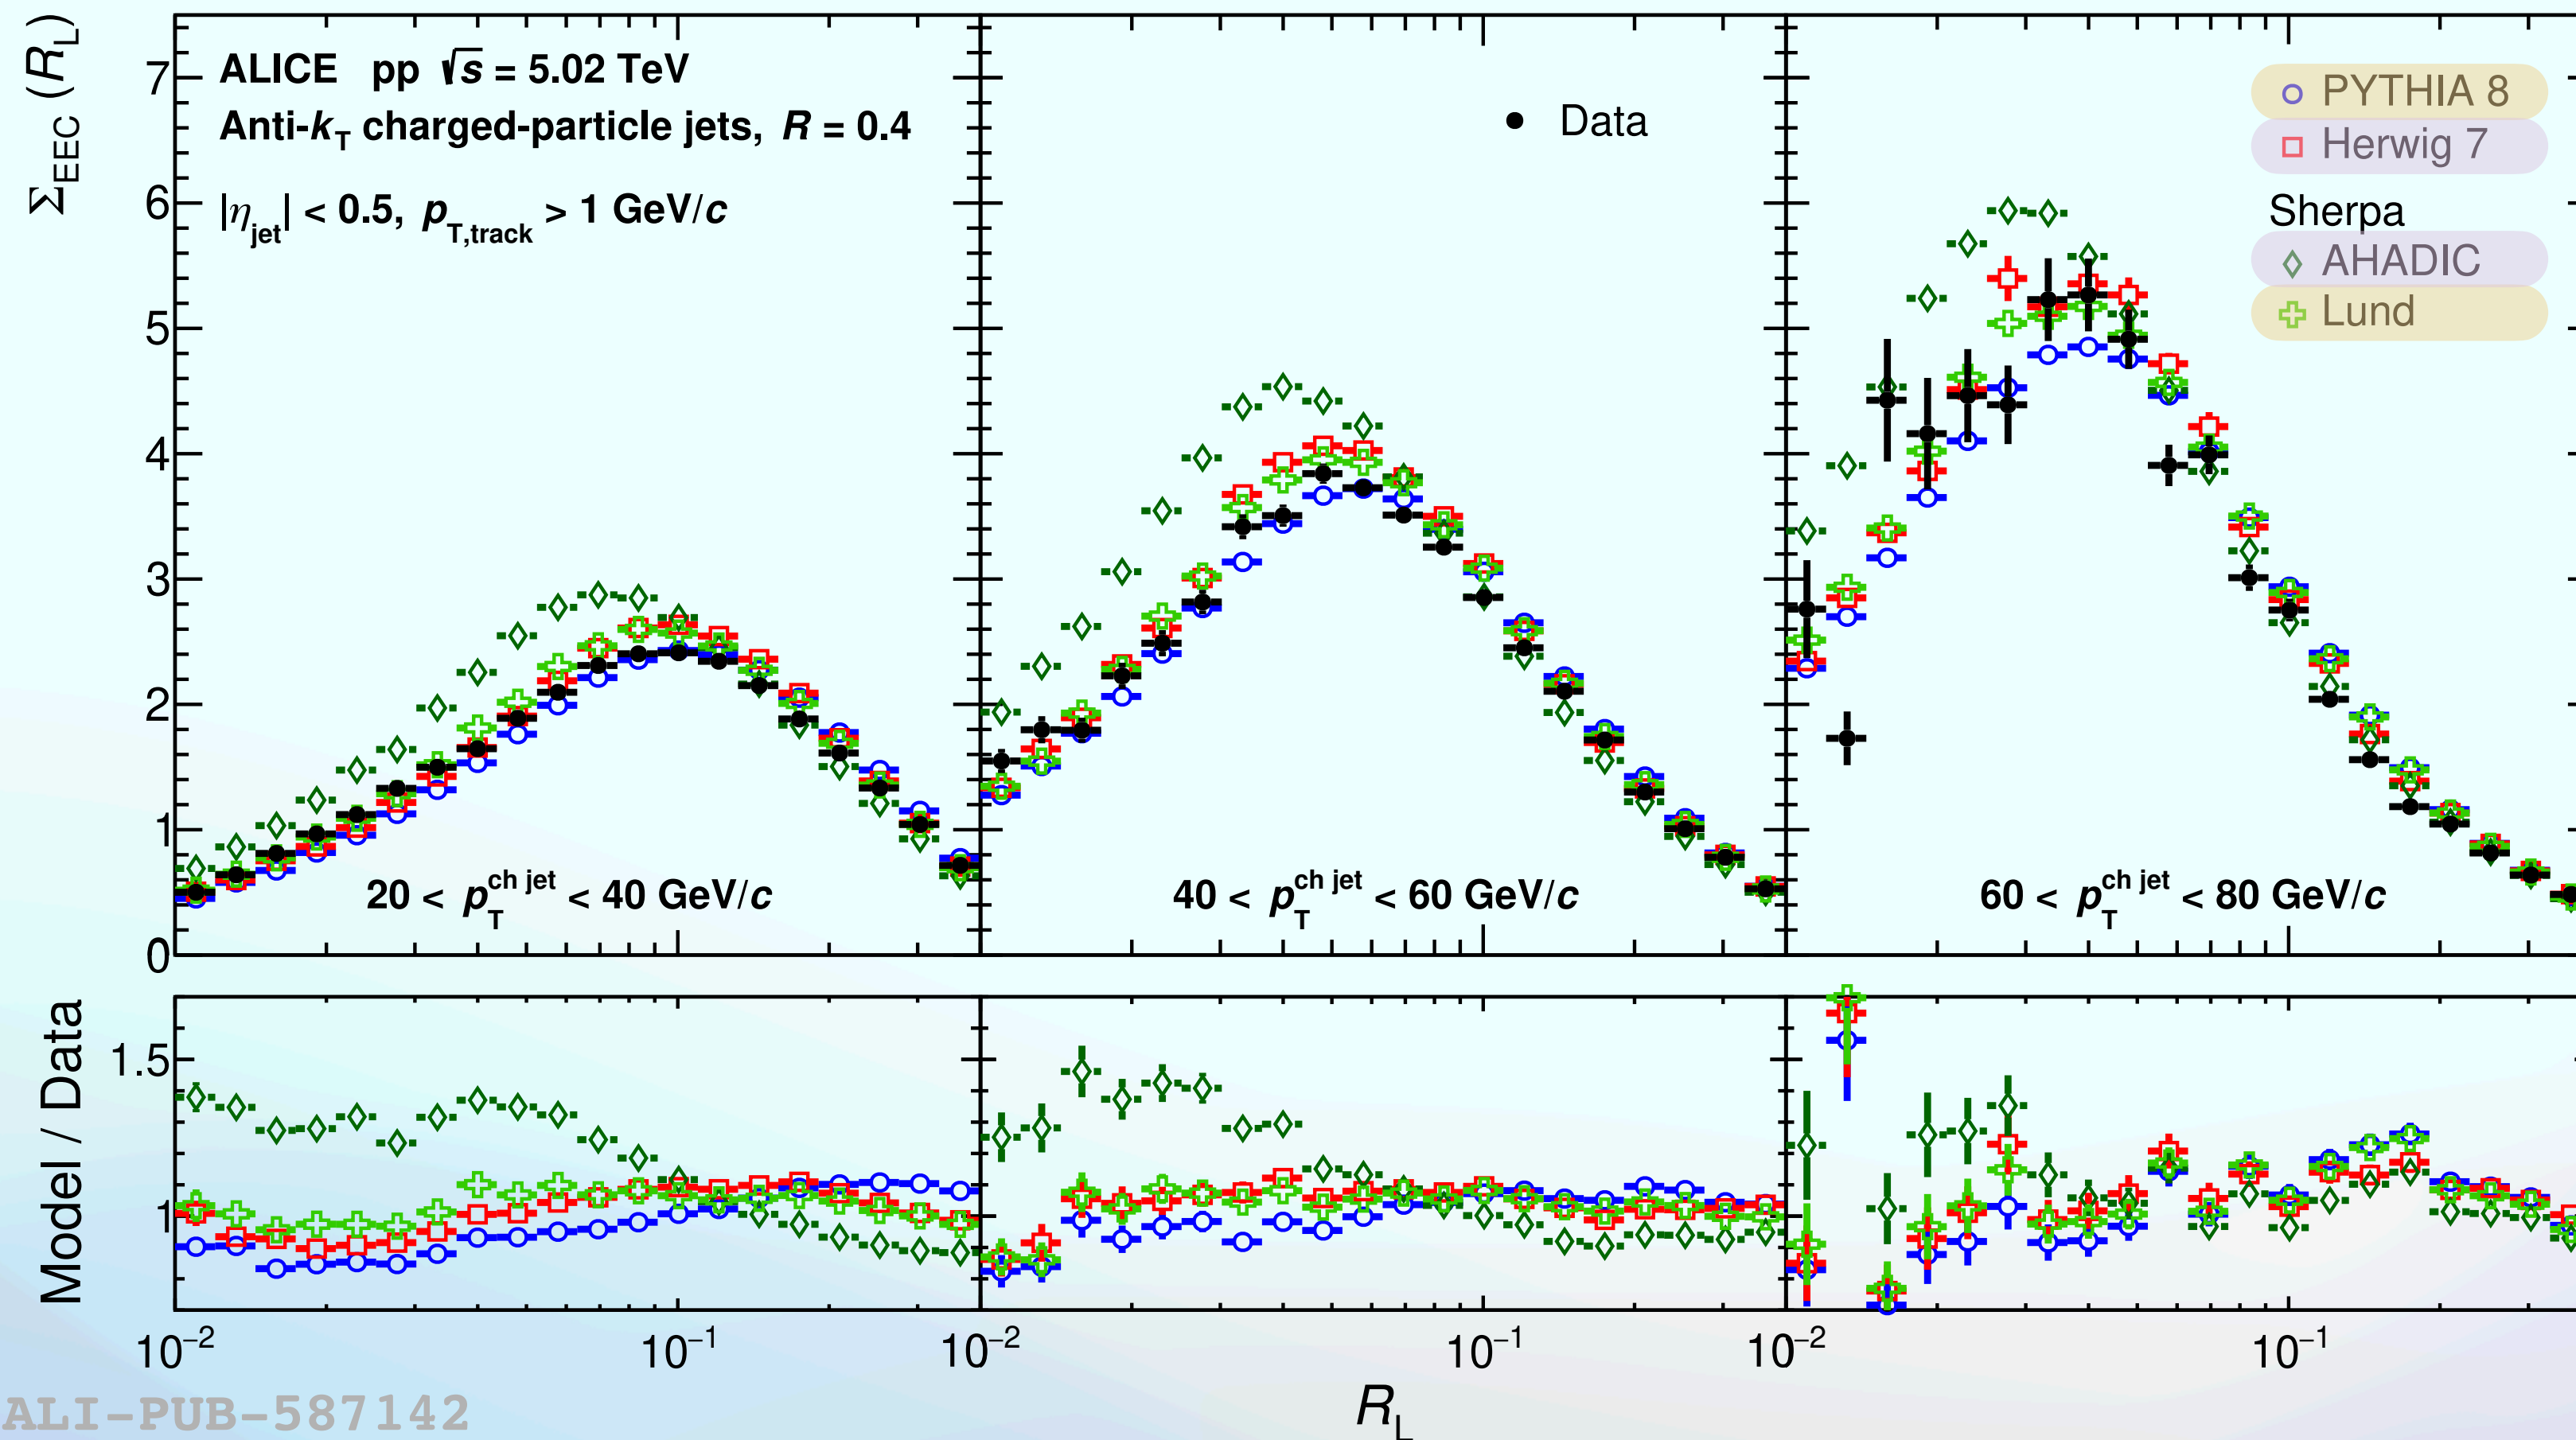 Σ_EEC (R_L)
7
6
5
4
3
2
1
0
ALICE pp √s = 5.02 TeV
Anti-k_T charged-particle jets, R = 0.4
|η_jet| < 0.5, p_T,track > 1 GeV/c
20 < p_T^ch jet < 40 GeV/c
Data
40 < p_T^ch jet < 60 GeV/c
PYTHIA 8
Herwig 7
Sherpa
AHADIC
Lund
60 < p_T^ch jet < 80 GeV/c
Model / Data
1.5
1
10^−2 10^−1 10^−2 10^−1 10^−2 10^−1
R_L
ALI-PUB-587142